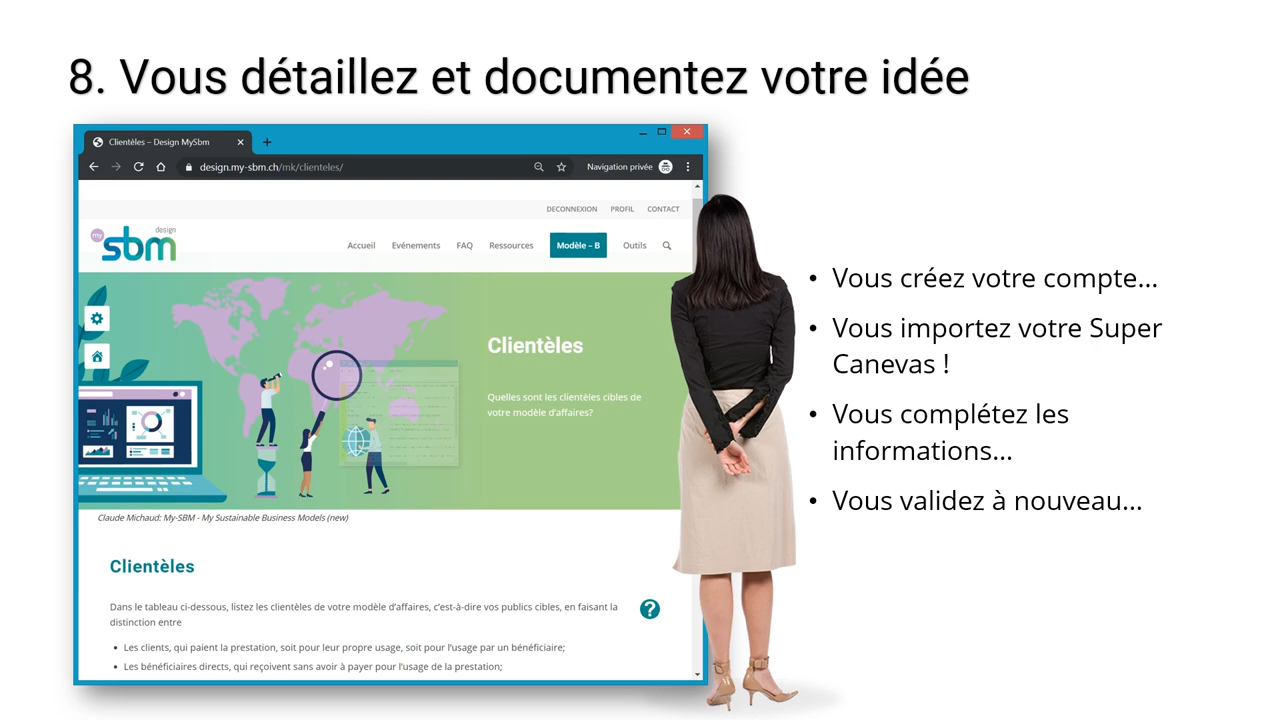 8. Vous détaillez et documentez votre idée
Clientèles – Design MySbm
design.my-sbm.ch/mk/clienteles/
Navigation privée
DECONNEXION PROFIL CONTACT
my sbm design
Accueil Evénements FAQ Ressources Modèle – B Outils
Clientèles
Quelles sont les clientèles cibles de
votre modèle d'affaires?
Claude Michaud: My-SBM - My Sustainable Business Models (new)
Clientèles
Dans le tableau ci-dessous, listez les clientèles de votre modèle d'affaires, c'est-à-dire vos publics cibles, en faisant la
distinction entre
• Les clients, qui paient la prestation, soit pour leur propre usage, soit pour l'usage par un bénéficiaire;
• Les bénéficiaires directs, qui reçoivent sans avoir à payer pour l'usage de la prestation;
• Vous créez votre compte…
• Vous importez votre Super
Canevas !
• Vous complétez les
informations…
• Vous validez à nouveau…